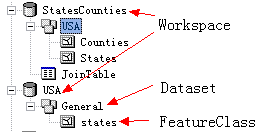 StatesCounties
USA
Workspace
Counties
States
JoinTable
USA
General
Dataset
states
FeatureClass